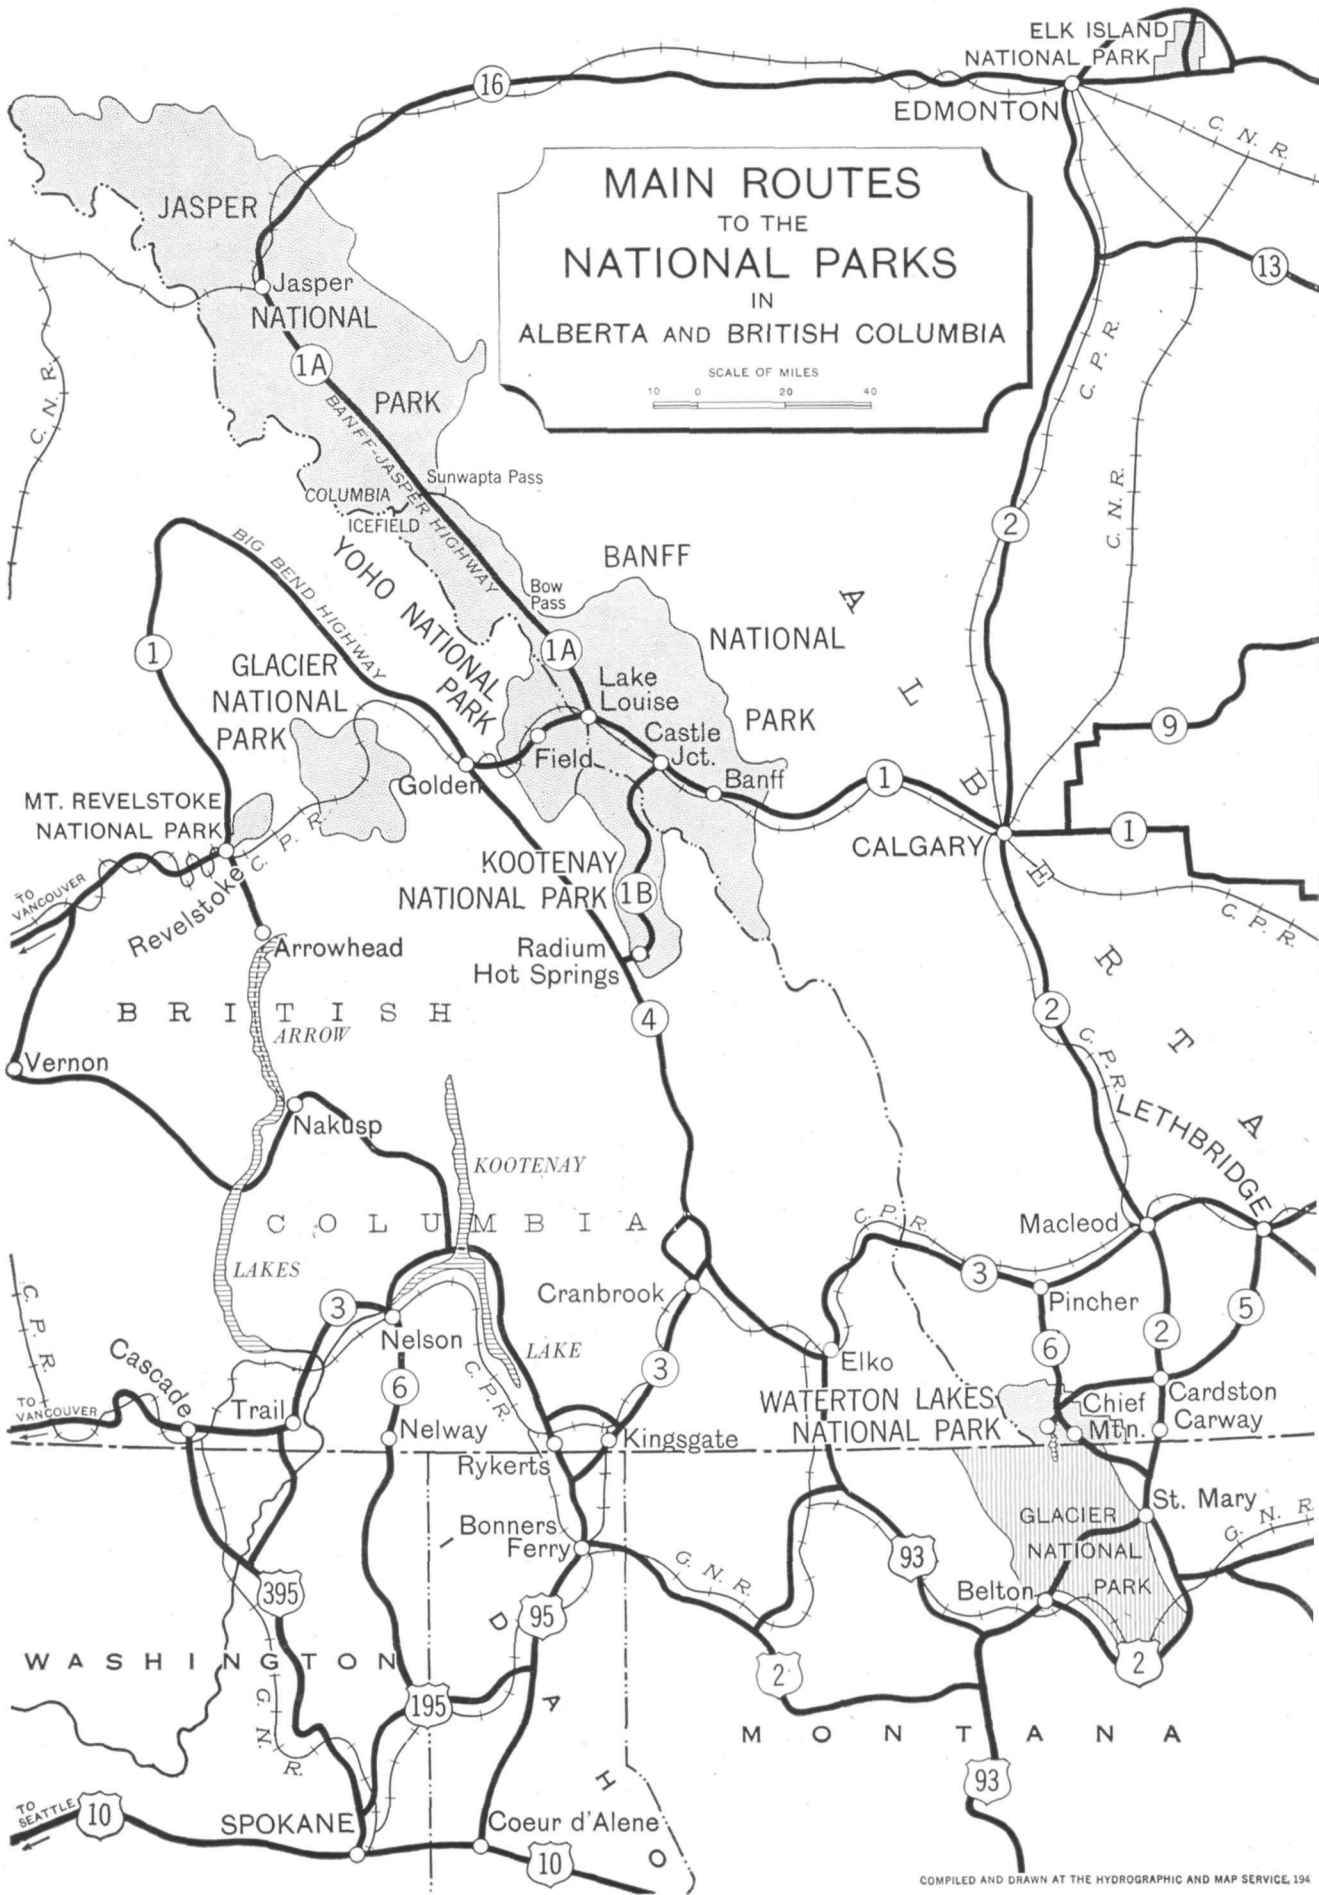 ELK ISLAND
NATIONAL PARK
16
EDMONTON
C. N. R.
MAIN ROUTES
TO THE
NATIONAL PARKS
IN
ALBERTA AND BRITISH COLUMBIA
SCALE OF MILES
10 0 20 40
13
JASPER
NATIONAL
PARK
Jasper
1A
C. N. R.
C. P. R.
C. N. R.
BANFF-JASPER HIGHWAY
Sunwapta Pass
COLUMBIA
ICEFIELD
2
BIG BEND HIGHWAY
YOHO NATIONAL
PARK
BANFF
NATIONAL
PARK
Bow
Pass
ALBERTA
1
1A
GLACIER
NATIONAL
PARK
Lake
Louise
Castle
Jct.
Field
Banff
Golden
9
1
1
MT. REVELSTOKE
NATIONAL PARK
C. P. R.
CALGARY
TO
VANCOUVER
Revelstoke
KOOTENAY
NATIONAL PARK
1B
C. P. R.
Arrowhead
Radium
Hot Springs
BRITISH
ARROW
4
2
C. P. R.
Vernon
LETHBRIDGE
Nakusp
KOOTENAY
COLUMBIA
C. P. R.
Macleod
LAKES
3
Cranbrook
3
Pincher
5
C. P. R.
Nelson
LAKE
3
Elko
6
2
Cascade
C. P. R.
6
WATERTON LAKES
NATIONAL PARK
Chief
Mtn.
Cardston
Carway
TO
VANCOUVER
Trail
Nelway
Kingsgate
Rykerts
St. Mary
GLACIER
NATIONAL
PARK
G. N. R.
Bonners
Ferry
G. N. R.
93
Belton
395
95
IDAHO
WASHINGTON
2
2
195
G. N. R.
MONTANA
93
TO
SEATTLE
10
SPOKANE
Coeur d'Alene
10
COMPILED AND DRAWN AT THE HYDROGRAPHIC AND MAP SERVICE, 194